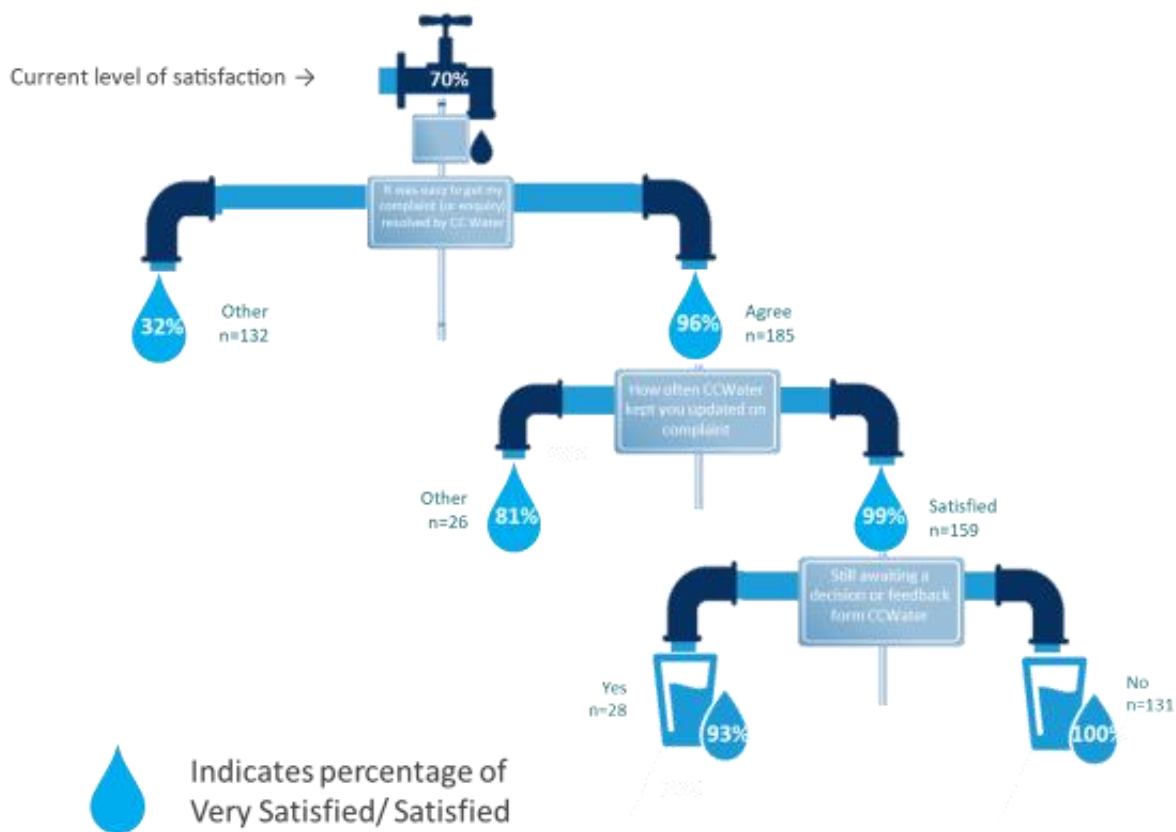 Current level of satisfaction →
70%
It was easy to get my
complaint (or enquiry)
resolved by CC Water
32%
Other
n=132
96%
Agree
n=185
How often CCWater
kept you updated on
complaint
Other
n=26
81%
99%
Satisfied
n=159
Still awaiting a
decision or feedback
form CCWater
Yes
n=28
93%
No
n=131
100%
Indicates percentage of
Very Satisfied/ Satisfied